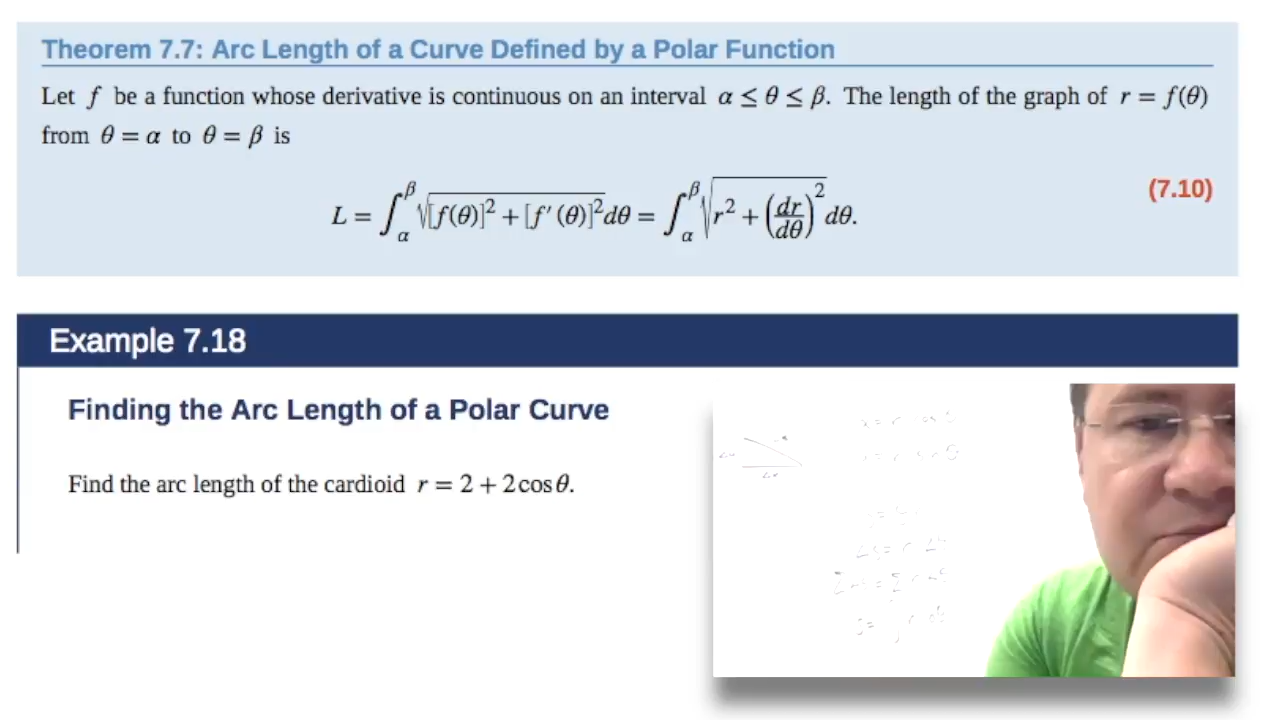 Theorem 7.7: Arc Length of a Curve Defined by a Polar Function
Let f be a function whose derivative is continuous on an interval α ≤ θ ≤ β. The length of the graph of r = f(θ)
from θ = α to θ = β is
L = ∫_α^β √([f(θ)]² + [f′(θ)]²) dθ = ∫_α^β √(r² + (dr/dθ)²) dθ.
(7.10)
Example 7.18
Finding the Arc Length of a Polar Curve
Find the arc length of the cardioid r = 2 + 2cosθ.